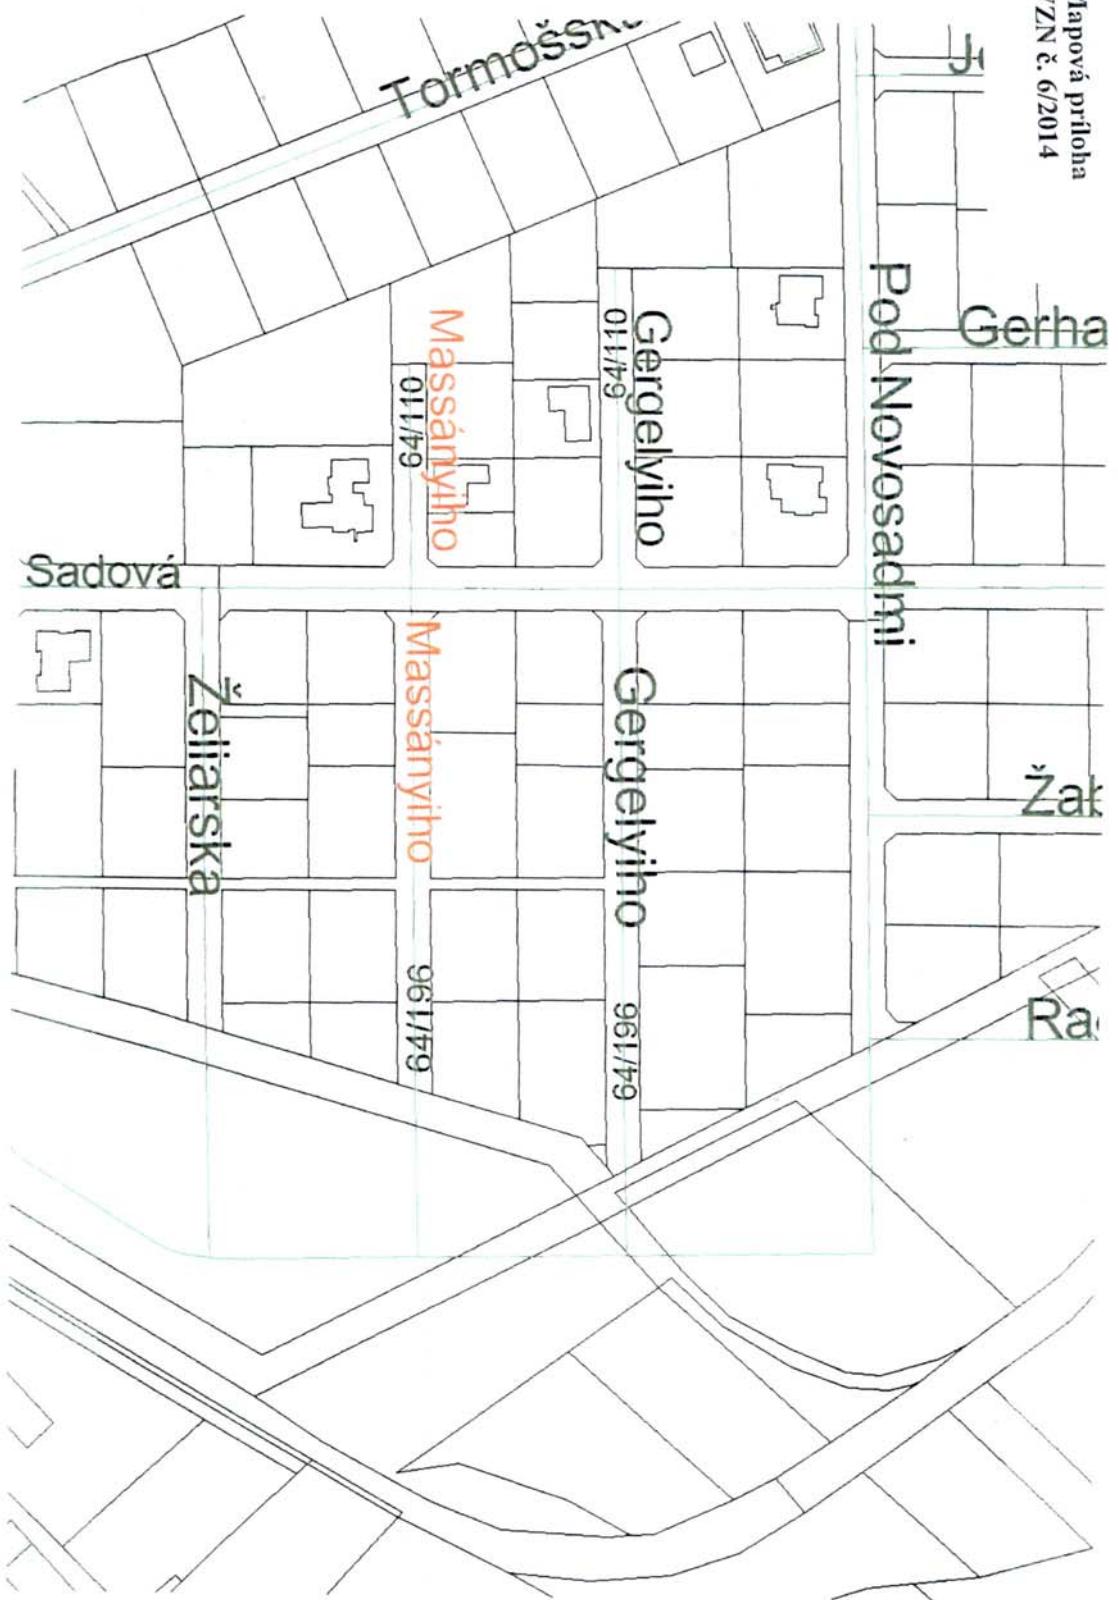 Mapová príloha
VZN č. 6/2014
Gerha
Pod Novosadmi
Gergelyiho
64/110
Massányiho
64/110
Sadová
Gergelyiho
64/196
Massányiho
64/196
Želiarska